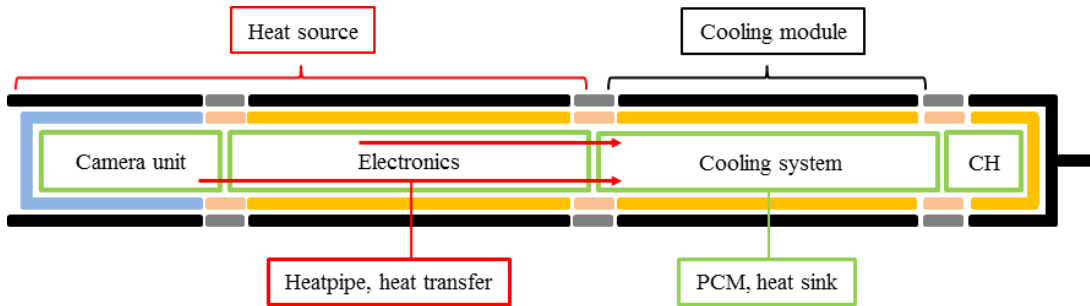 Heat source
Cooling module
Camera unit
Electronics
Cooling system
CH
Heatpipe, heat transfer
PCM, heat sink